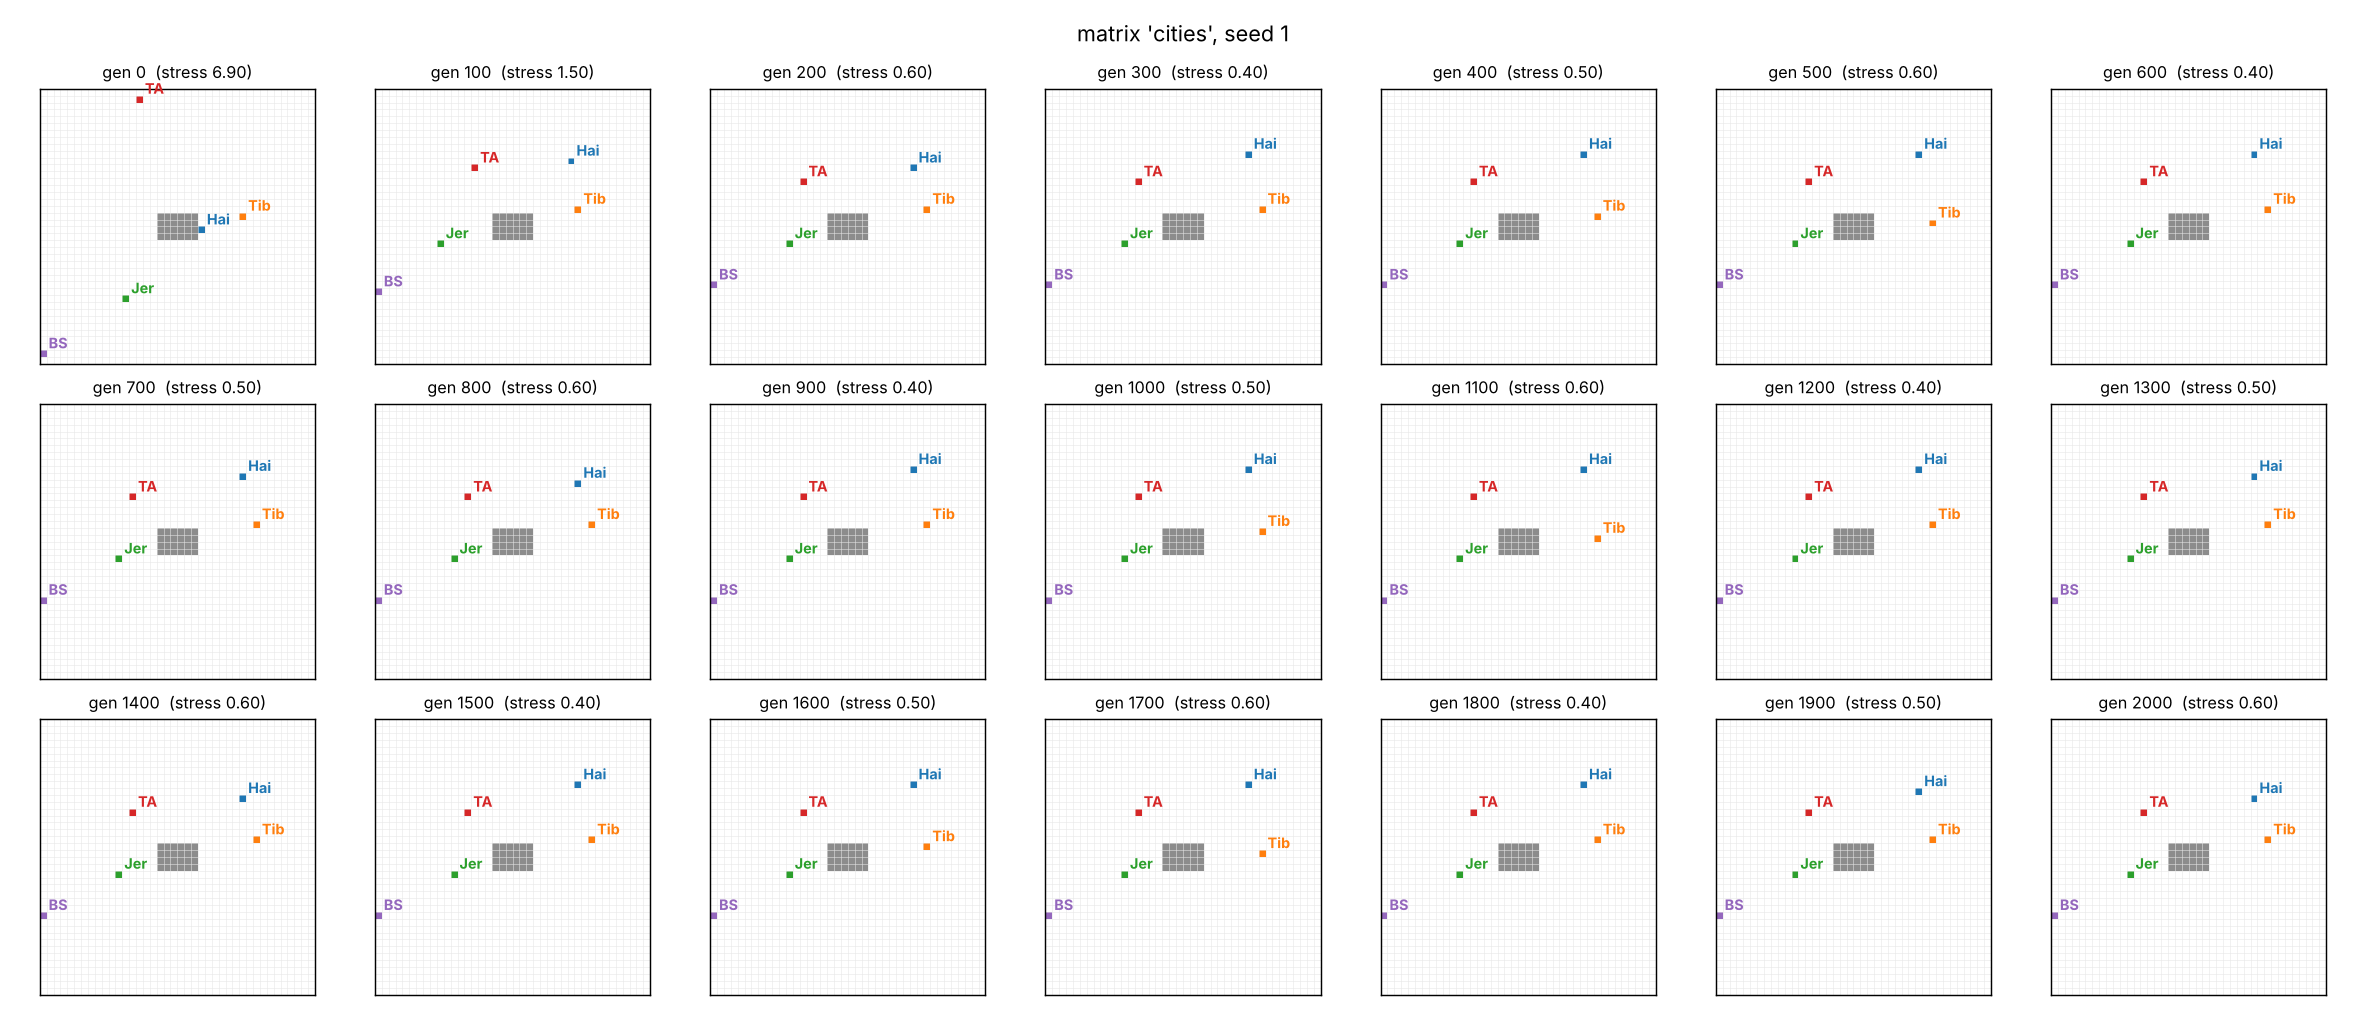 matrix 'cities', seed 1
gen 0 (stress 6.90)
TA
Tib
Hai
Jer
BS
gen 100 (stress 1.50)
Hai
TA
Tib
Jer
BS
gen 200 (stress 0.60)
Hai
TA
Tib
Jer
BS
gen 300 (stress 0.40)
Hai
TA
Tib
Jer
BS
gen 400 (stress 0.50)
Hai
TA
Tib
Jer
BS
gen 500 (stress 0.60)
Hai
TA
Tib
Jer
BS
gen 600 (stress 0.40)
Hai
TA
Tib
Jer
BS
gen 700 (stress 0.50)
Hai
TA
Tib
Jer
BS
gen 800 (stress 0.60)
Hai
TA
Tib
Jer
BS
gen 900 (stress 0.40)
Hai
TA
Tib
Jer
BS
gen 1000 (stress 0.50)
Hai
TA
Tib
Jer
BS
gen 1100 (stress 0.60)
Hai
TA
Tib
Jer
BS
gen 1200 (stress 0.40)
Hai
TA
Tib
Jer
BS
gen 1300 (stress 0.50)
Hai
TA
Tib
Jer
BS
gen 1400 (stress 0.60)
Hai
TA
Tib
Jer
BS
gen 1500 (stress 0.40)
Hai
TA
Tib
Jer
BS
gen 1600 (stress 0.50)
Hai
TA
Tib
Jer
BS
gen 1700 (stress 0.60)
Hai
TA
Tib
Jer
BS
gen 1800 (stress 0.40)
Hai
TA
Tib
Jer
BS
gen 1900 (stress 0.50)
Hai
TA
Tib
Jer
BS
gen 2000 (stress 0.60)
Hai
TA
Tib
Jer
BS